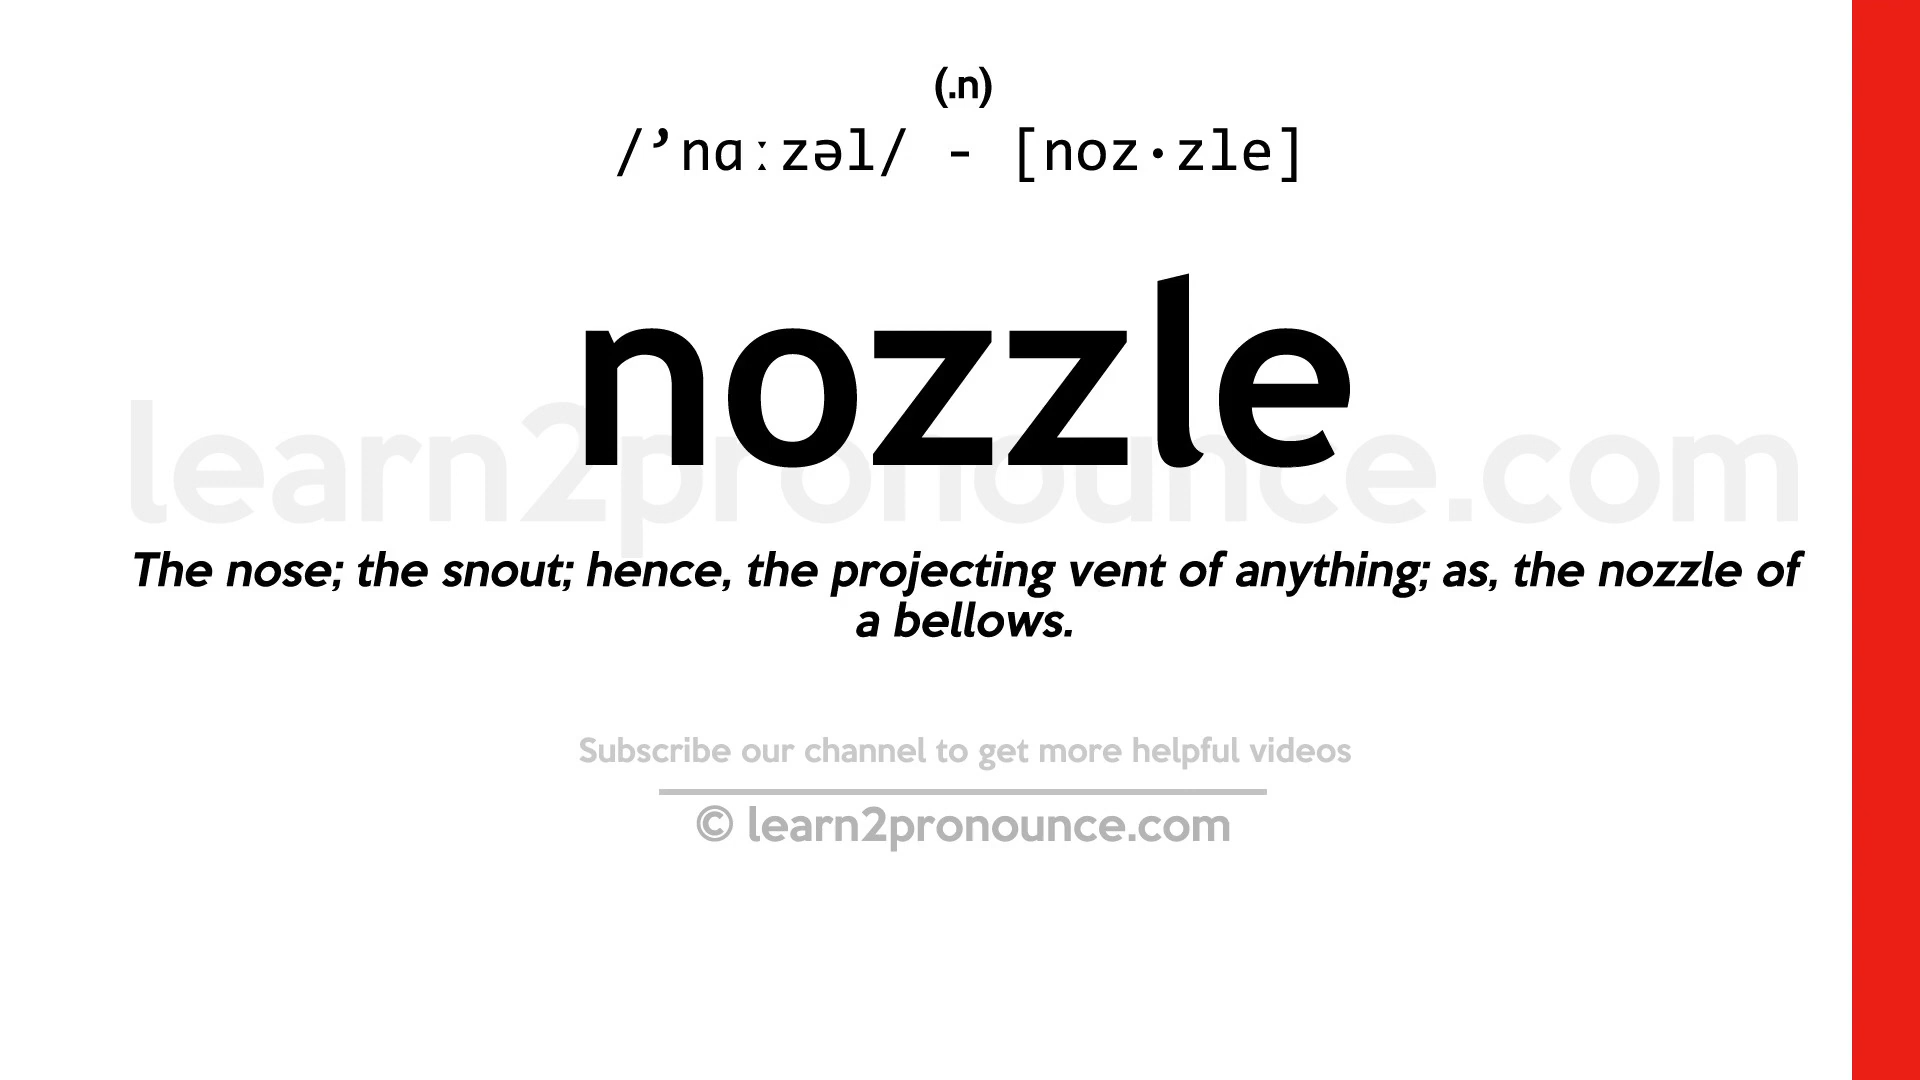 (.n)
/’nɑːzəl/ - [noz·zle]
nozzle
learn2pronounce.com
The nose; the snout; hence, the projecting vent of anything; as, the nozzle of
a bellows.
Subscribe our channel to get more helpful videos
© learn2pronounce.com